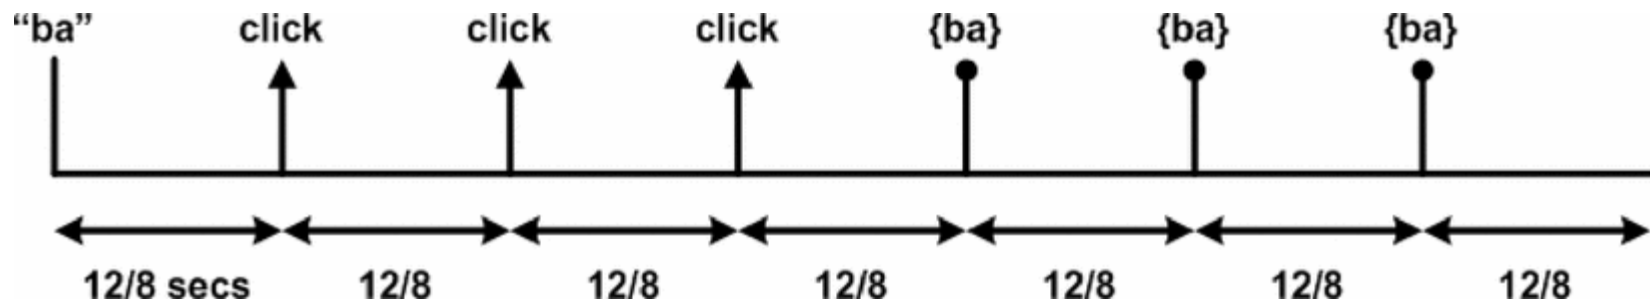 “ba” click click click {ba} {ba} {ba}
12/8 secs 12/8 12/8 12/8 12/8 12/8 12/8